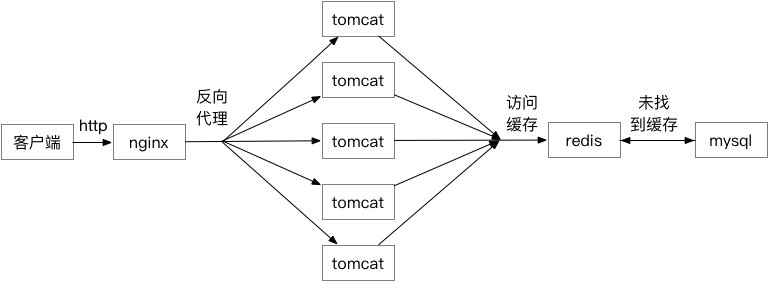 客户端
http
nginx
反向
代理
tomcat
tomcat
tomcat
tomcat
tomcat
访问
缓存
redis
未找
到缓存
mysql